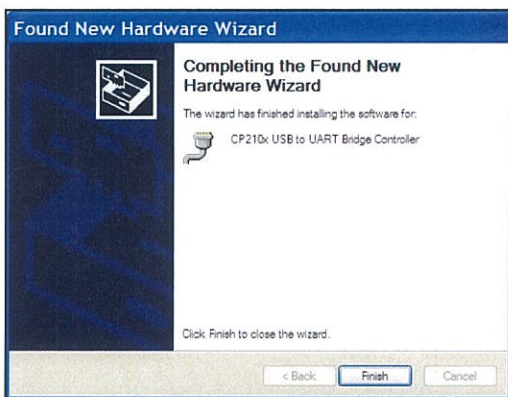 Found New Hardware Wizard
Completing the Found New
Hardware Wizard
The wizard has finished installing the software for:
CP210x USB to UART Bridge Controller
Click Finish to close the wizard.
< Back
Finish
Cancel